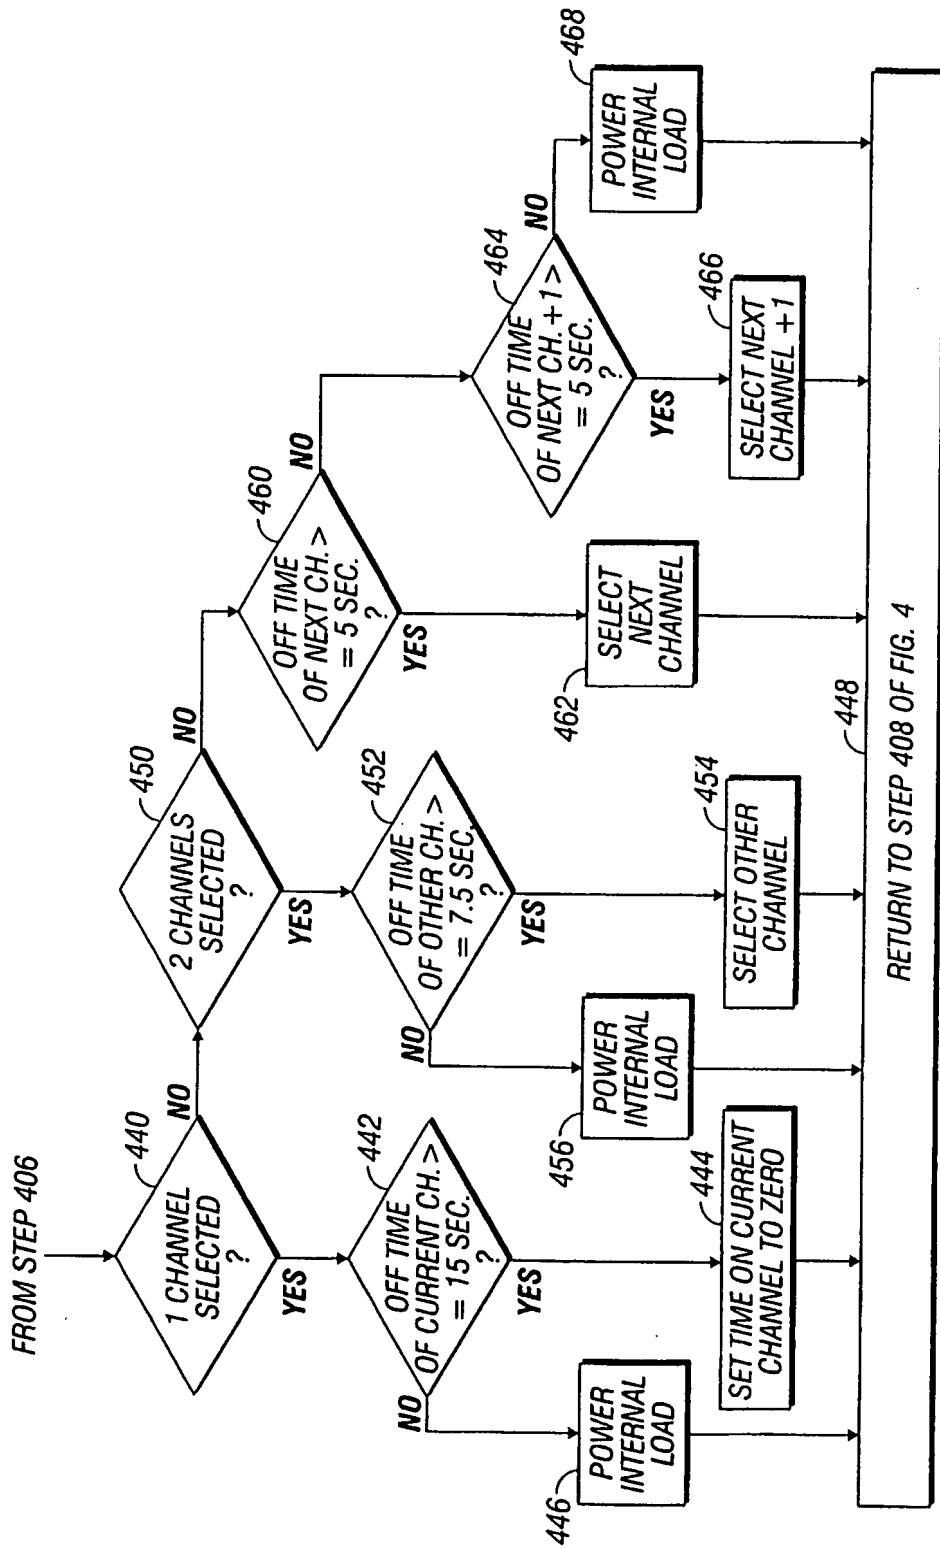 FROM STEP 406
440
1 CHANNEL
SELECTED
?
NO
YES
442
OFF TIME
OF CURRENT CH. >
= 15 SEC.
?
NO
YES
446
POWER
INTERNAL
LOAD
444
SET TIME ON CURRENT
CHANNEL TO ZERO
450
2 CHANNELS
SELECTED
?
NO
YES
452
OFF TIME
OF OTHER CH. >
= 7.5 SEC.
?
NO
YES
456
POWER
INTERNAL
LOAD
454
SELECT OTHER
CHANNEL
460
OFF TIME
OF NEXT CH. >
= 5 SEC.
?
NO
YES
462
SELECT
NEXT
CHANNEL
464
OFF TIME
OF NEXT CH. +1 >
= 5 SEC.
?
NO
YES
466
SELECT NEXT
CHANNEL +1
468
POWER
INTERNAL
LOAD
448
RETURN TO STEP 408 OF FIG. 4